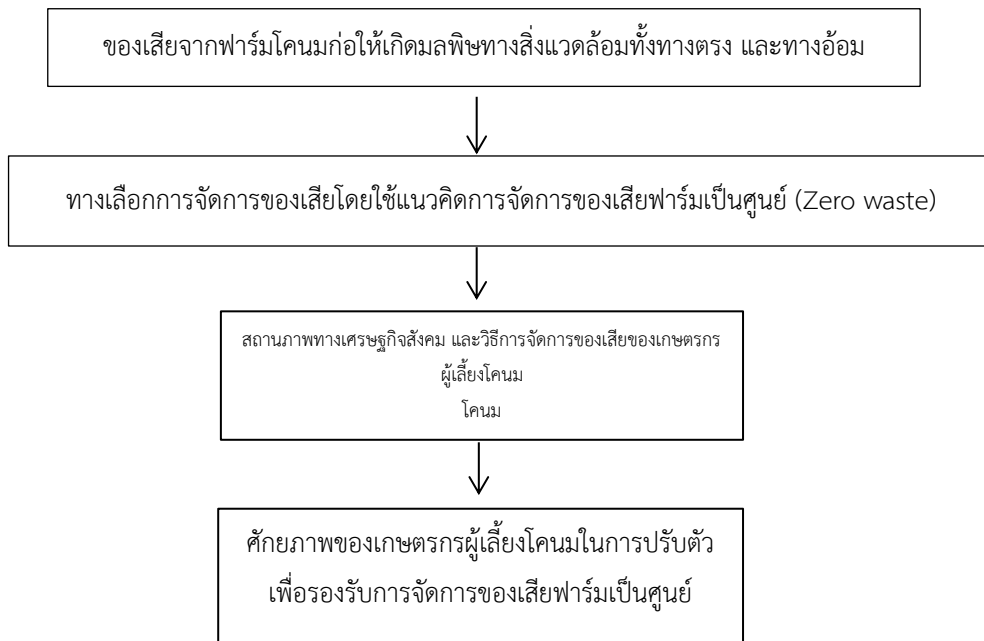 ของเสียจากฟาร์มโคนมก่อให้เกิดมลพิษทางสิ่งแวดล้อมทั้งทางตรง และทางอ้อม
ทางเลือกการจัดการของเสียโดยใช้แนวคิดการจัดการของเสียฟาร์มเป็นศูนย์ (Zero waste)
สถานภาพทางเศรษฐกิจสังคม และวิธีการจัดการของเสียของเกษตรกร
ผู้เลี้ยงโคนม
โคนม
ศักยภาพของเกษตรกรผู้เลี้ยงโคนมในการปรับตัว
เพื่อรองรับการจัดการของเสียฟาร์มเป็นศูนย์